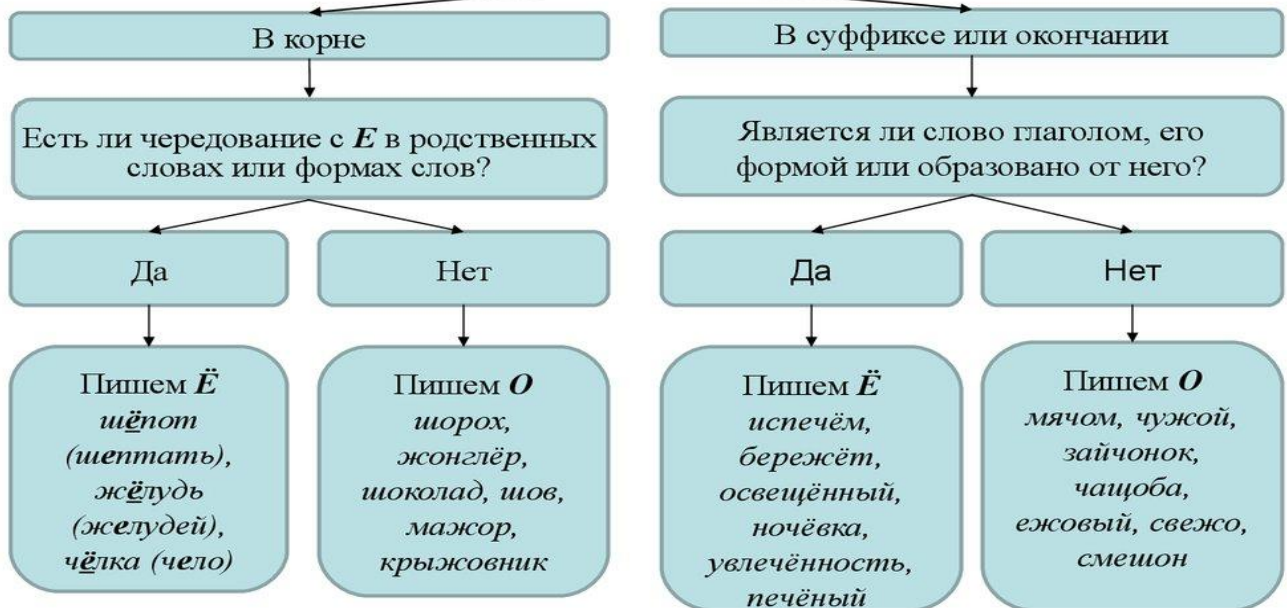 В корне
В суффиксе или окончании
Есть ли чередование с Е в родственных
словах или формах слов?
Является ли слово глаголом, его
формой или образовано от него?
Да
Нет
Да
Нет
Пишем Ё
шёпот
(шептать),
жёлудь
(желудей),
чёлка (чело)
Пишем О
шорох,
жонглёр,
шоколад, шов,
мажор,
крыжовник
Пишем Ё
испечём,
бережёт,
освещённый,
ночёвка,
увлечённость,
печёный
Пишем О
мячом, чужой,
зайчонок,
чащоба,
ежовый, свежо,
смешон